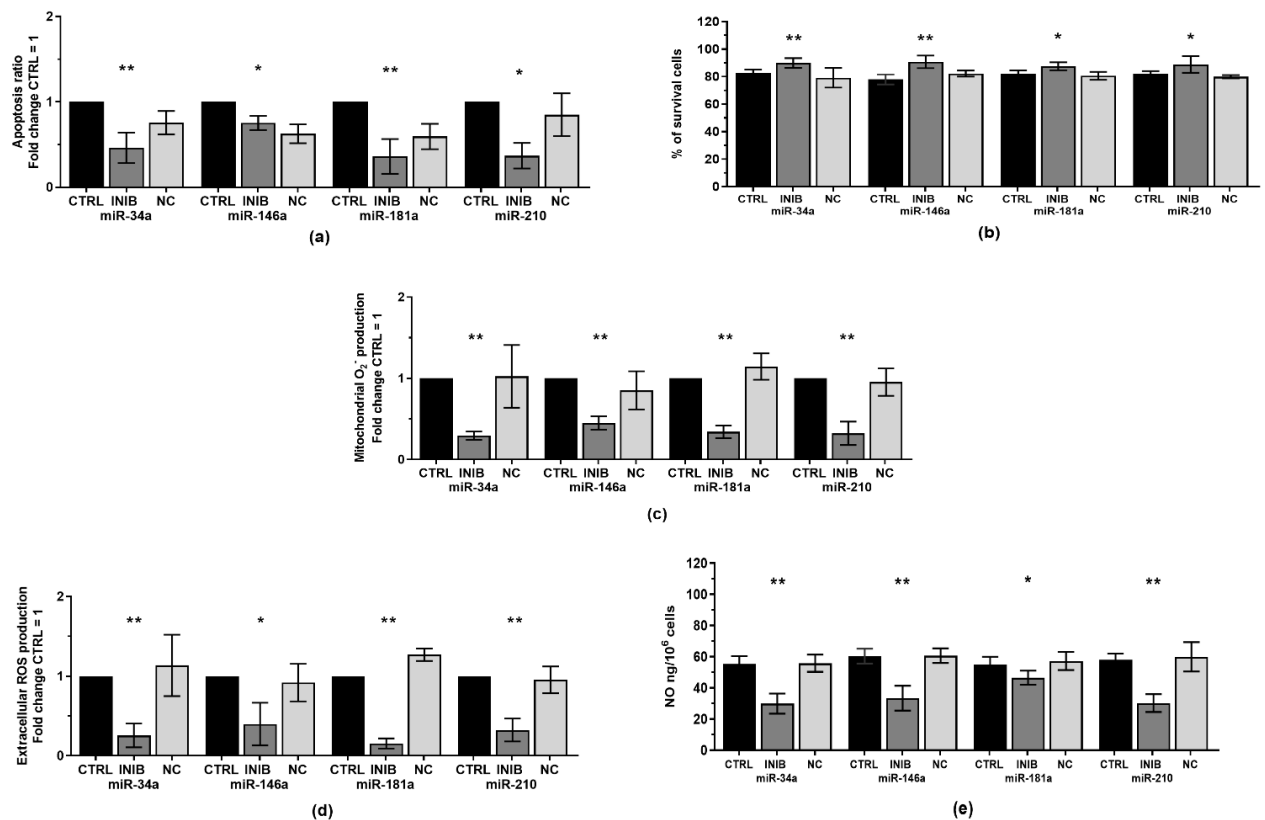 Apoptosis ratio
Fold change CTRL = 1
2
1
0
** * ** *
CTRL INIB NC CTRL INIB NC CTRL INIB NC CTRL INIB NC
miR-34a miR-146a miR-181a miR-210
(a)
% of survival cells
120
100
80
60
40
20
0
** ** * *
CTRL INIB NC CTRL INIB NC CTRL INIB NC CTRL INIB NC
miR-34a miR-146a miR-181a miR-210
(b)
Mitochondrial O2- production
Fold change CTRL = 1
2
1
0
** ** ** **
CTRL INIB NC CTRL INIB NC CTRL INIB NC CTRL INIB NC
miR-34a miR-146a miR-181a miR-210
(c)
Extracellular ROS production
Fold change CTRL = 1
2
1
0
** * ** **
CTRL INIB NC CTRL INIB NC CTRL INIB NC CTRL INIB NC
miR-34a miR-146a miR-181a miR-210
(d)
NO ng/10⁶ cells
120
100
80
60
40
20
0
** ** * **
CTRL INIB NC CTRL INIB NC CTRL INIB NC CTRL INIB NC
miR-34a miR-146a miR-181a miR-210
(e)